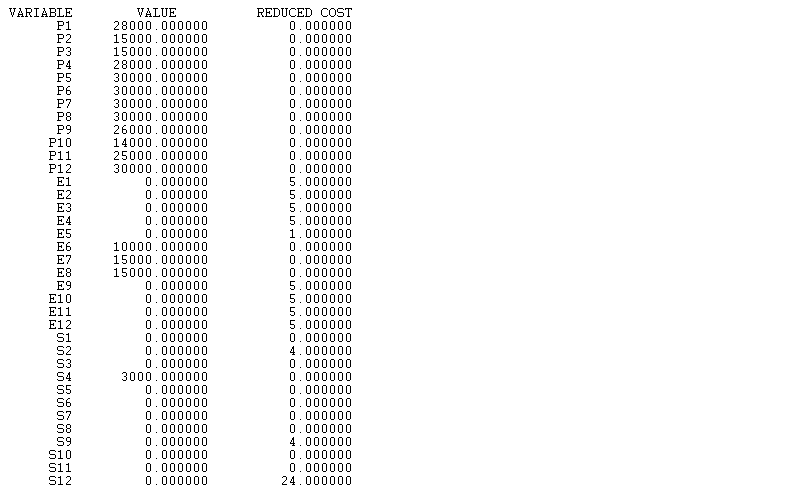 VARIABLE VALUE REDUCED COST
P1 28000.000000 0.000000
P2 15000.000000 0.000000
P3 15000.000000 0.000000
P4 28000.000000 0.000000
P5 30000.000000 0.000000
P6 30000.000000 0.000000
P7 30000.000000 0.000000
P8 30000.000000 0.000000
P9 26000.000000 0.000000
P10 14000.000000 0.000000
P11 25000.000000 0.000000
P12 30000.000000 0.000000
E1 0.000000 5.000000
E2 0.000000 5.000000
E3 0.000000 5.000000
E4 0.000000 5.000000
E5 0.000000 1.000000
E6 10000.000000 0.000000
E7 15000.000000 0.000000
E8 15000.000000 0.000000
E9 0.000000 5.000000
E10 0.000000 5.000000
E11 0.000000 5.000000
E12 0.000000 5.000000
S1 0.000000 0.000000
S2 0.000000 4.000000
S3 0.000000 0.000000
S4 3000.000000 0.000000
S5 0.000000 0.000000
S6 0.000000 0.000000
S7 0.000000 0.000000
S8 0.000000 0.000000
S9 0.000000 4.000000
S10 0.000000 0.000000
S11 0.000000 0.000000
S12 0.000000 24.000000